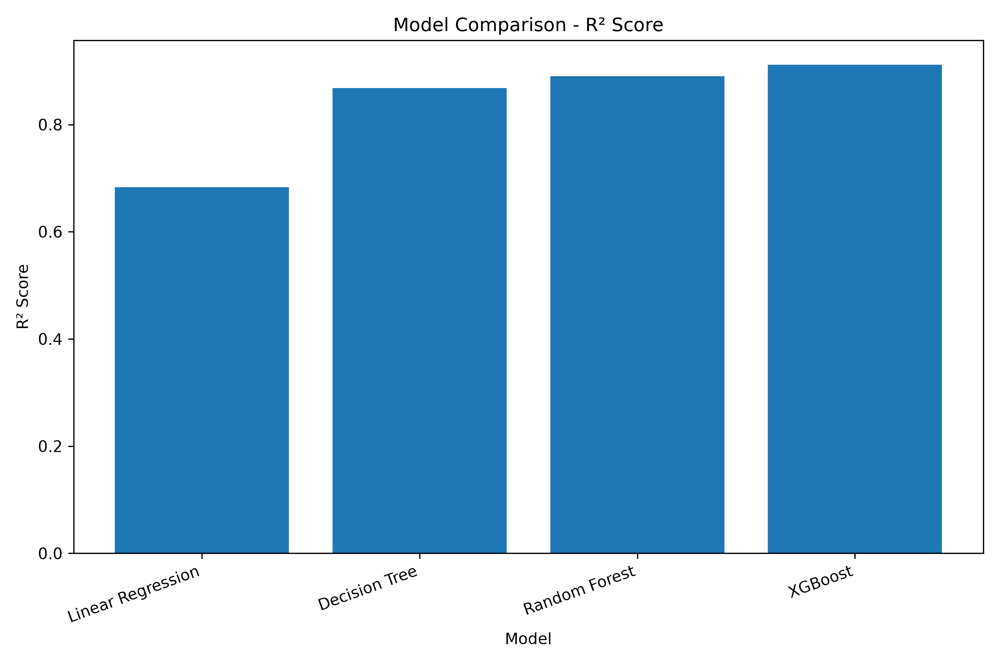 Model Comparison - R² Score
R² Score
0.8
0.6
0.4
0.2
0.0
Linear Regression
Decision Tree
Random Forest
XGBoost
Model